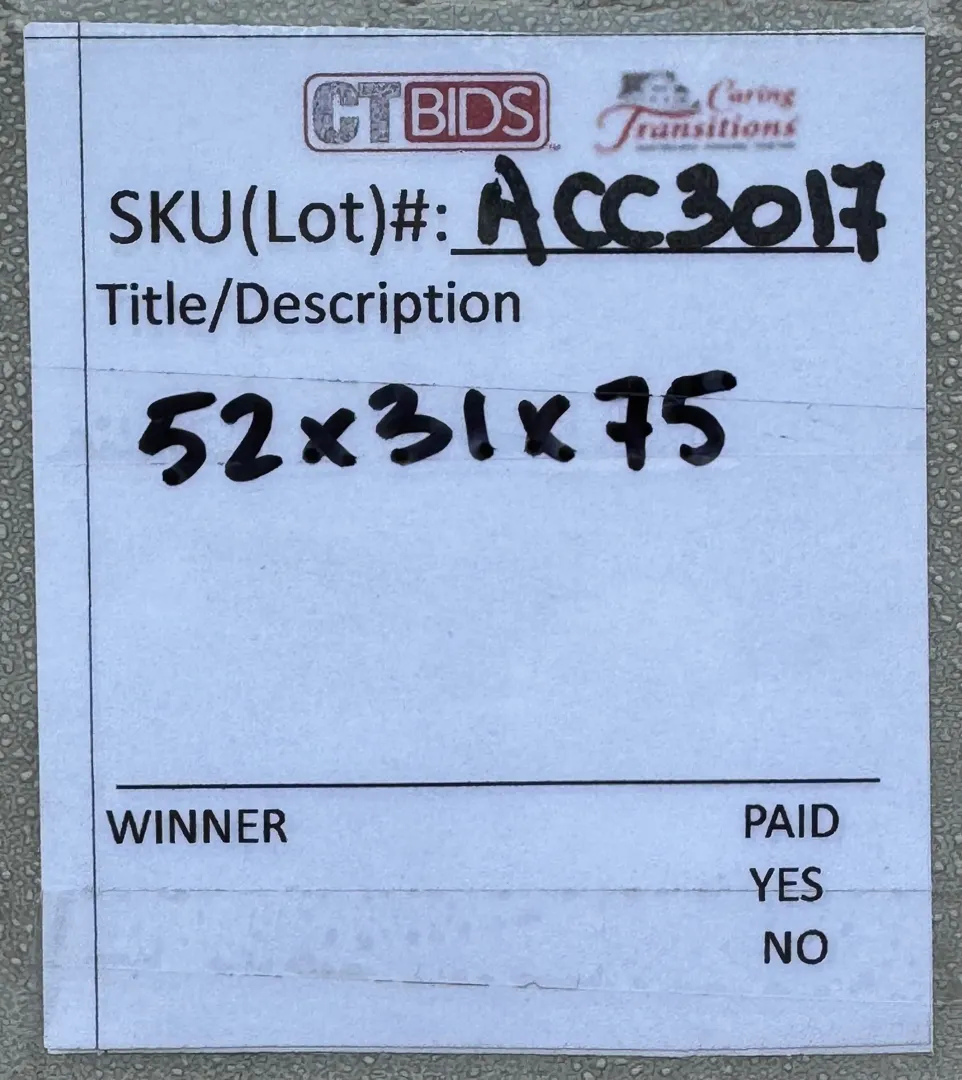 CTBIDS Caring
Transitions
SKU(Lot)#: ACC3017
Title/Description
52x31x75
WINNER PAID
YES
NO